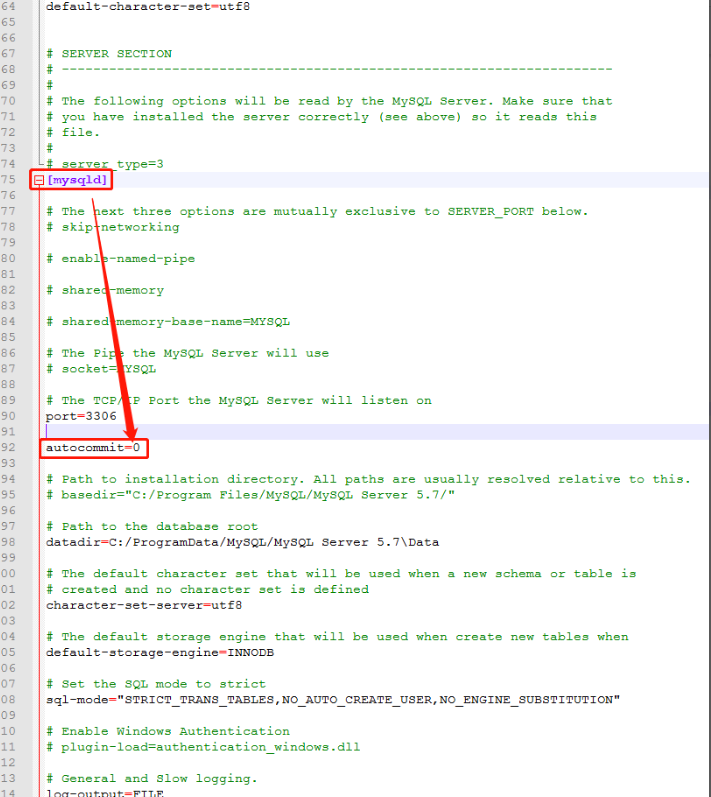 64 default-character-set=utf8
65
66
67 # SERVER SECTION
68 # ----------------------------------------------------------------------
69 #
70 # The following options will be read by the MySQL Server. Make sure that
71 # you have installed the server correctly (see above) so it reads this
72 # file.
73 #
74 # server_type=3
75 [mysqld]
76
77 # The next three options are mutually exclusive to SERVER_PORT below.
78 # skip-networking
79
80 # enable-named-pipe
81
82 # shared-memory
83
84 # shared-memory-base-name=MYSQL
85
86 # The Pipe the MySQL Server will use
87 # socket=MYSQL
88
89 # The TCP/IP Port the MySQL Server will listen on
90 port=3306
91
92 autocommit=0
93
94 # Path to installation directory. All paths are usually resolved relative to this.
95 # basedir="C:/Program Files/MySQL/MySQL Server 5.7/"
96
97 # Path to the database root
98 datadir=C:/ProgramData/MySQL/MySQL Server 5.7\Data
99
00 # The default character set that will be used when a new schema or table is
01 # created and no character set is defined
02 character-set-server=utf8
03
04 # The default storage engine that will be used when create new tables when
05 default-storage-engine=INNODB
06
07 # Set the SQL mode to strict
08 sql-mode="STRICT_TRANS_TABLES,NO_AUTO_CREATE_USER,NO_ENGINE_SUBSTITUTION"
09
10 # Enable Windows Authentication
11 # plugin-load=authentication_windows.dll
12
13 # General and Slow logging.
14 log-output=FILE